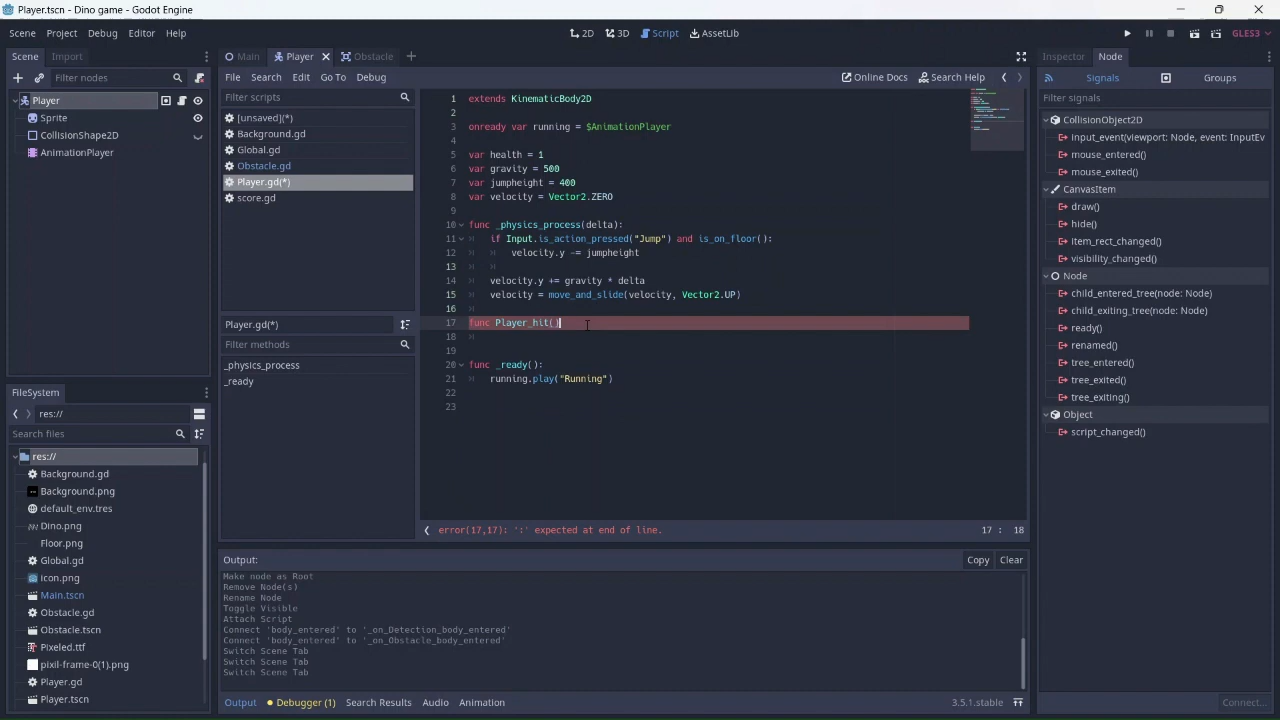 Player.tscn - Dino game - Godot Engine
Scene Project Debug Editor Help
2D 3D Script AssetLib
GLES3
Scene Import
Filter nodes
Player
Sprite
CollisionShape2D
AnimationPlayer
FileSystem
res://
Search files
res://
Background.gd
Background.png
default_env.tres
Dino.png
Floor.png
Global.gd
icon.png
Main.tscn
Obstacle.gd
Obstacle.tscn
Pixeled.ttf
pixil-frame-0(1).png
Player.gd
Player.tscn
Main Player Obstacle
File Search Edit Go To Debug
Online Docs Search Help
Filter scripts
[unsaved](*)
Background.gd
Global.gd
Obstacle.gd
Player.gd(*)
score.gd
Player.gd(*)
Filter methods
_physics_process
_ready
1 extends KinematicBody2D
2
3 onready var running = $AnimationPlayer
4
5 var health = 1
6 var gravity = 500
7 var jumpheight = 400
8 var velocity = Vector2.ZERO
9
10 func _physics_process(delta):
11 if Input.is_action_pressed("Jump") and is_on_floor():
12 velocity.y -= jumpheight
13
14 velocity.y += gravity * delta
15 velocity = move_and_slide(velocity, Vector2.UP)
16
17 func Player_hit()
18
19
20 func _ready():
21 running.play("Running")
22
23
error(17,17): ':' expected at end of line.
17 : 18
Output:
Copy Clear
Make node as Root
Remove Node(s)
Rename Node
Toggle Visible
Attach Script
Connect 'body_entered' to '_on_Detection_body_entered'
Connect 'body_entered' to '_on_Obstacle_body_entered'
Switch Scene Tab
Switch Scene Tab
Switch Scene Tab
Output Debugger (1) Search Results Audio Animation
3.5.1.stable
Inspector Node
Signals Groups
Filter signals
CollisionObject2D
input_event(viewport: Node, event: InputEv
mouse_entered()
mouse_exited()
CanvasItem
draw()
hide()
item_rect_changed()
visibility_changed()
Node
child_entered_tree(node: Node)
child_exiting_tree(node: Node)
ready()
renamed()
tree_entered()
tree_exited()
tree_exiting()
Object
script_changed()
Connect...